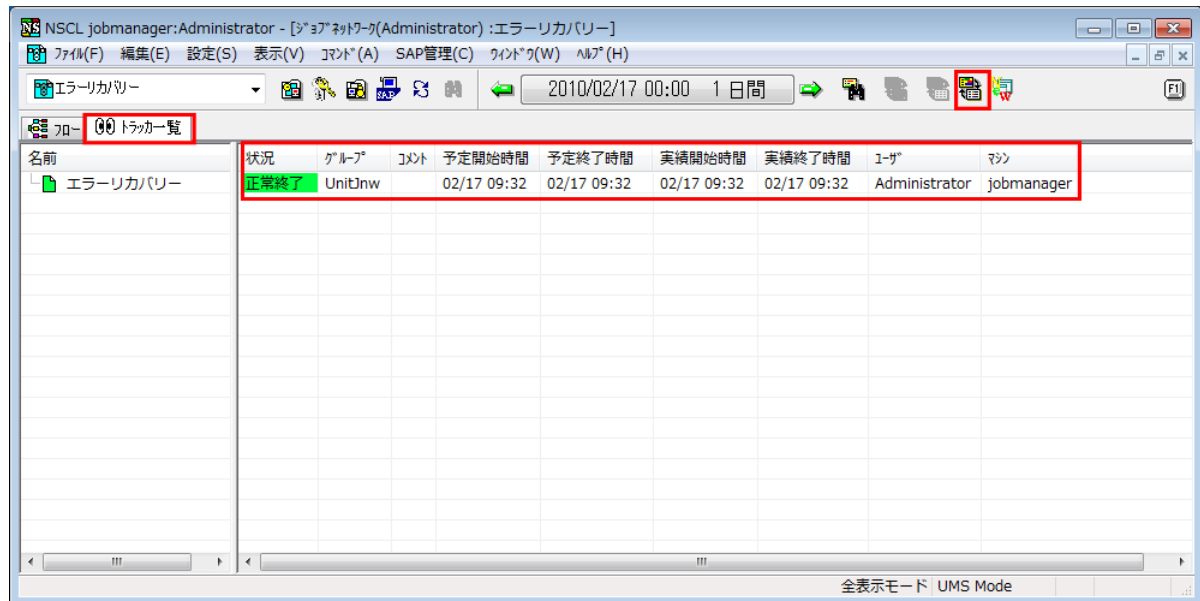 NSCL jobmanager:Administrator - [ｼﾞｮﾌﾞﾈｯﾄﾜｰｸ(Administrator) :エラーリカバリー]
ﾌｧｲﾙ(F) 編集(E) 設定(S) 表示(V) ｺﾏﾝﾄﾞ(A) SAP管理(C) ｳｨﾝﾄﾞｳ(W) ﾍﾙﾌﾟ(H)
エラーリカバリー SAP 2010/02/17 00:00 1 日間 F1
ﾌﾛｰ ﾄﾗｯｶ一覧
名前 状況 ｸﾞﾙｰﾌﾟ ｺﾒﾝﾄ 予定開始時間 予定終了時間 実績開始時間 実績終了時間 ﾕｰｻﾞ ﾏｼﾝ
エラーリカバリー 正常終了 UnitJnw 02/17 09:32 02/17 09:32 02/17 09:32 02/17 09:32 Administrator jobmanager
全表示モード UMS Mode